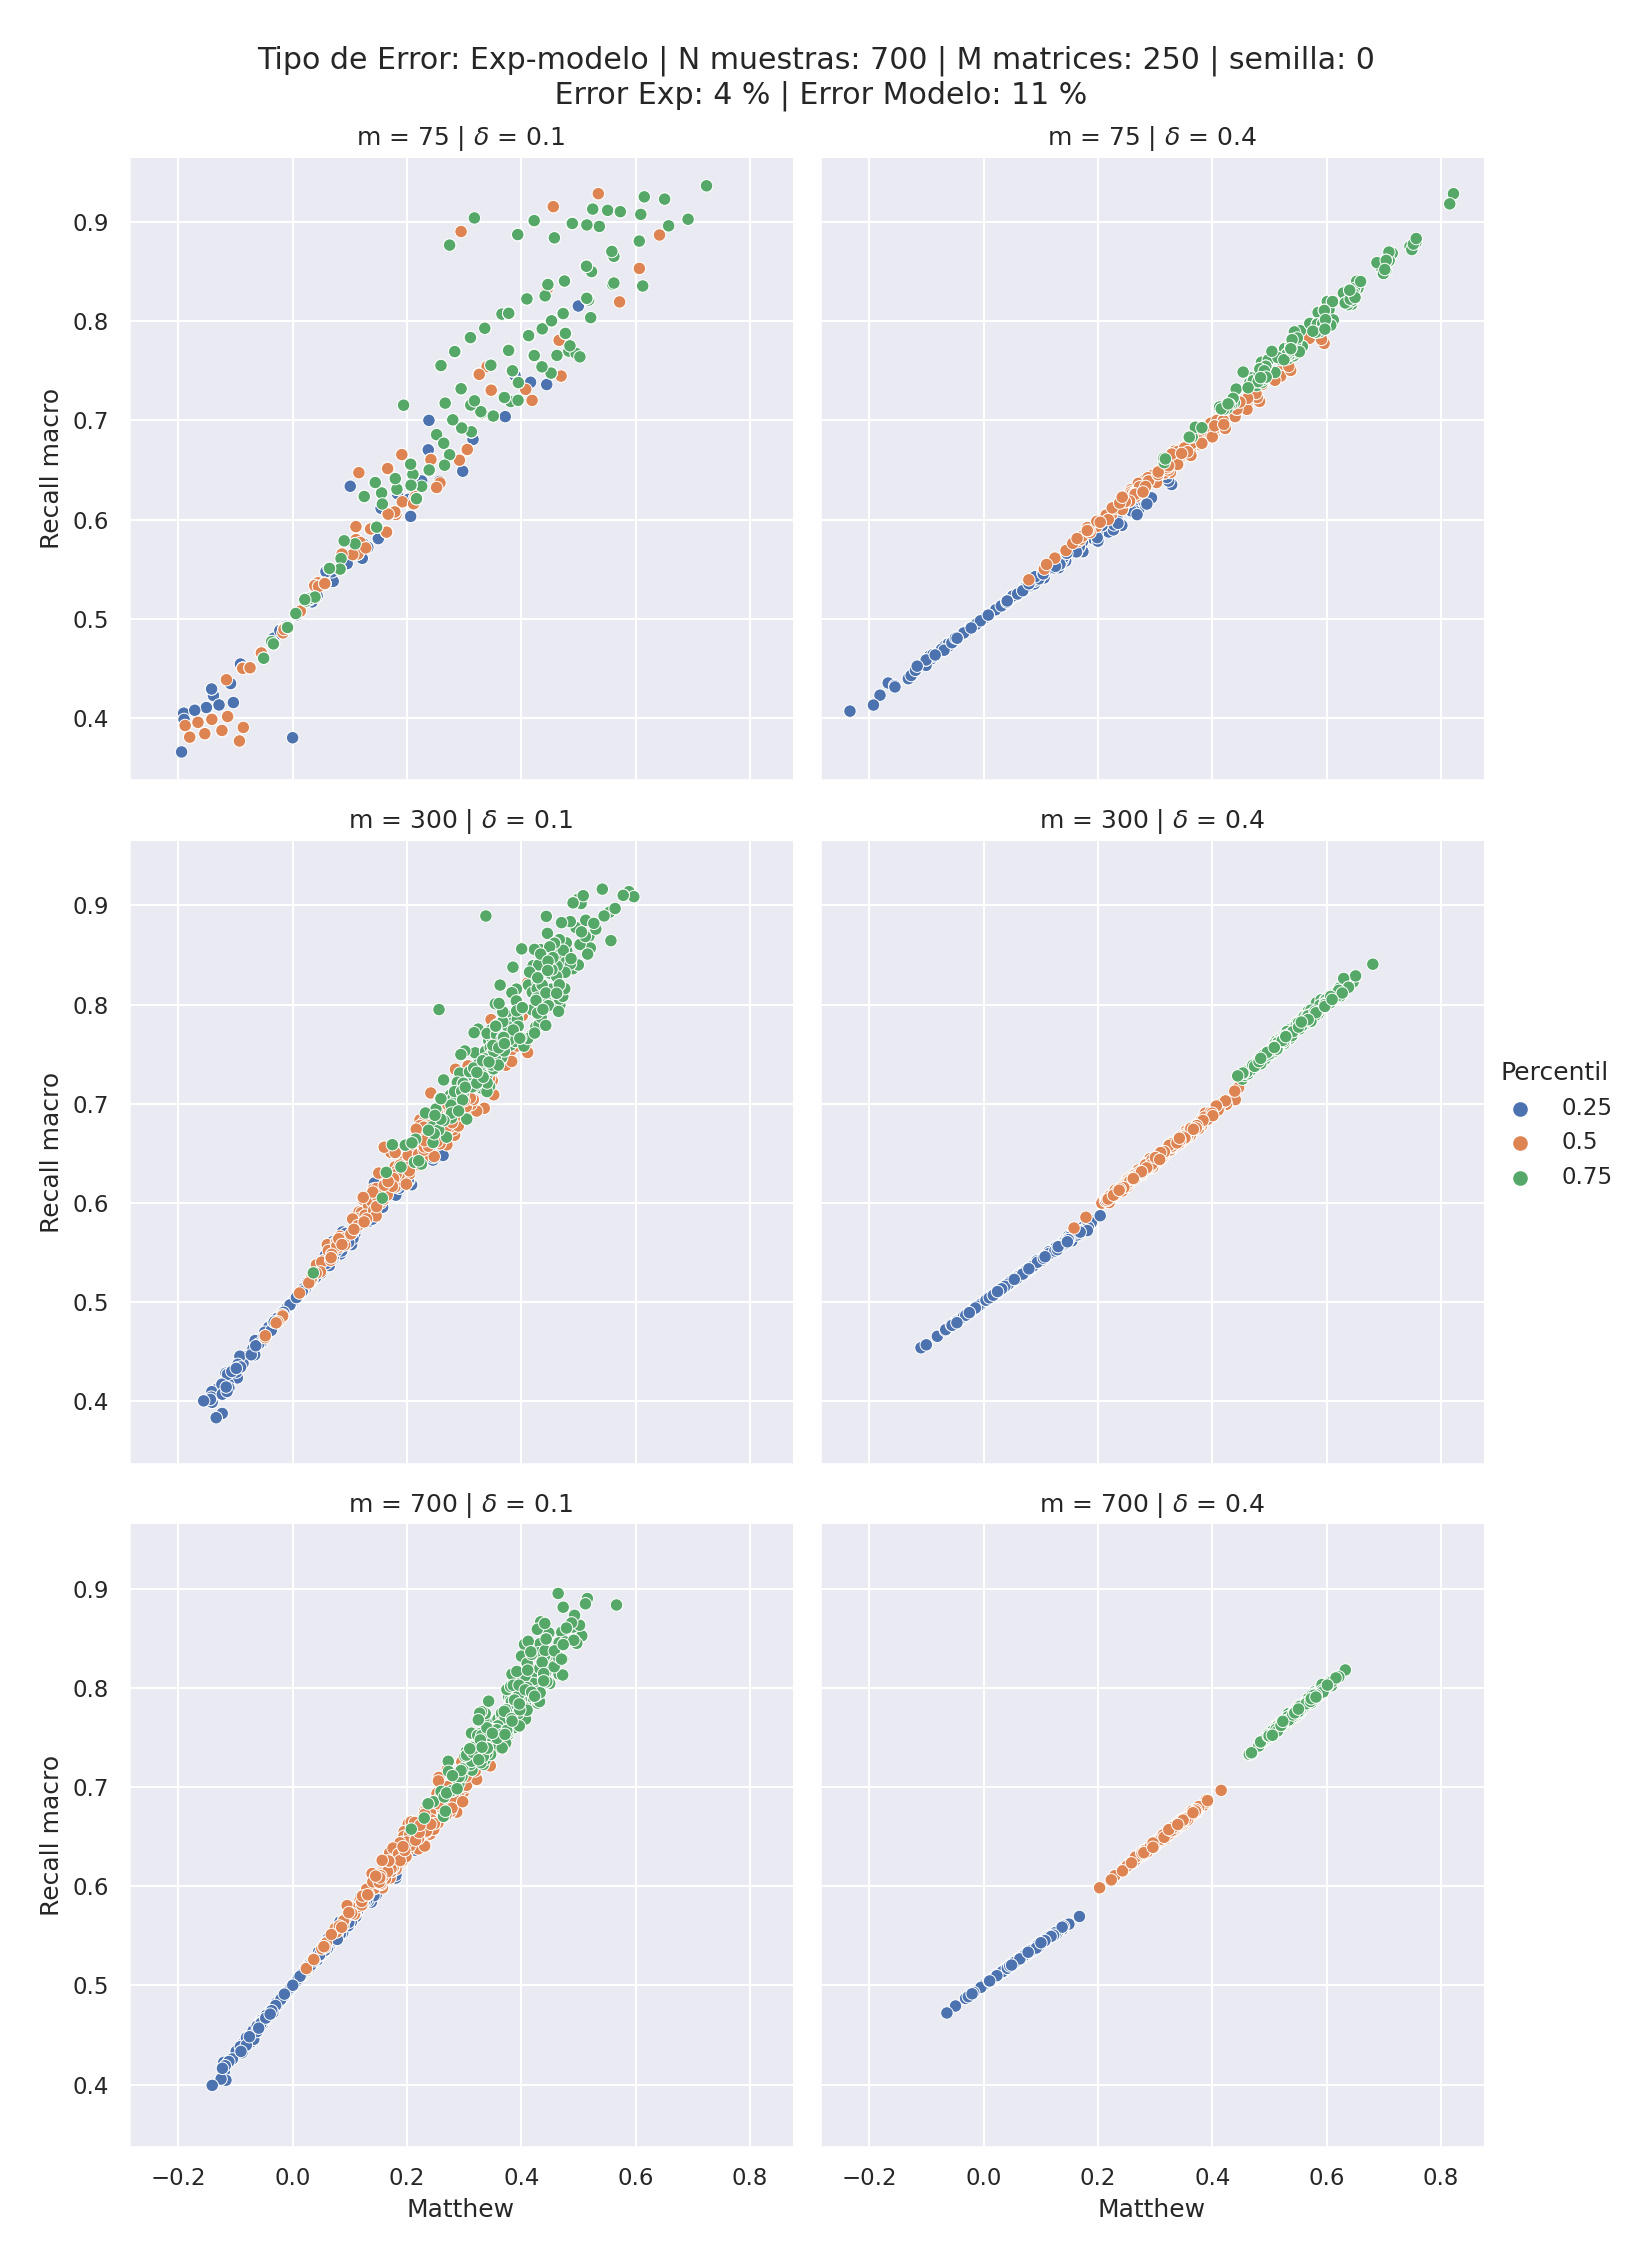 Tipo de Error: Exp-modelo | N muestras: 700 | M matrices: 250 | semilla: 0
Error Exp: 4 % | Error Modelo: 11 %
m = 75 | δ = 0.1
m = 75 | δ = 0.4
0.9
0.8
0.7
0.6
0.5
0.4
Recall macro
m = 300 | δ = 0.1
m = 300 | δ = 0.4
0.9
0.8
0.7
0.6
0.5
0.4
Recall macro
Percentil
0.25
0.5
0.75
m = 700 | δ = 0.1
m = 700 | δ = 0.4
0.9
0.8
0.7
0.6
0.5
0.4
Recall macro
−0.2 0.0 0.2 0.4 0.6 0.8
−0.2 0.0 0.2 0.4 0.6 0.8
Matthew
Matthew